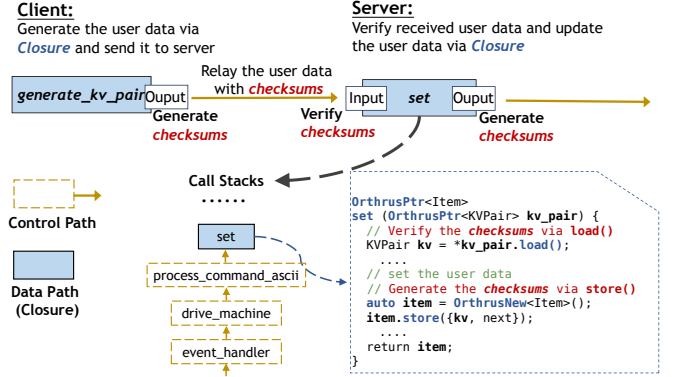 Client:
Generate the user data via
Closure and send it to server
Server:
Verify received user data and update
the user data via Closure
generate_kv_pair
Ouput
Relay the user data
with checksums
Generate
checksums
Verify
checksums
Input
set
Ouput
Generate
checksums
Control Path
Data Path
(Closure)
Call Stacks
......
set
process_command_ascii
drive_machine
event_handler
OrthrusPtr<Item>
set (OrthrusPtr<KVPair> kv_pair) {
// Verify the checksums via load()
KVPair kv = *kv_pair.load();
....
// set the user data
// Generate the checksums via store()
auto item = OrthrusNew<Item>();
item.store({kv, next});
....
return item;
}